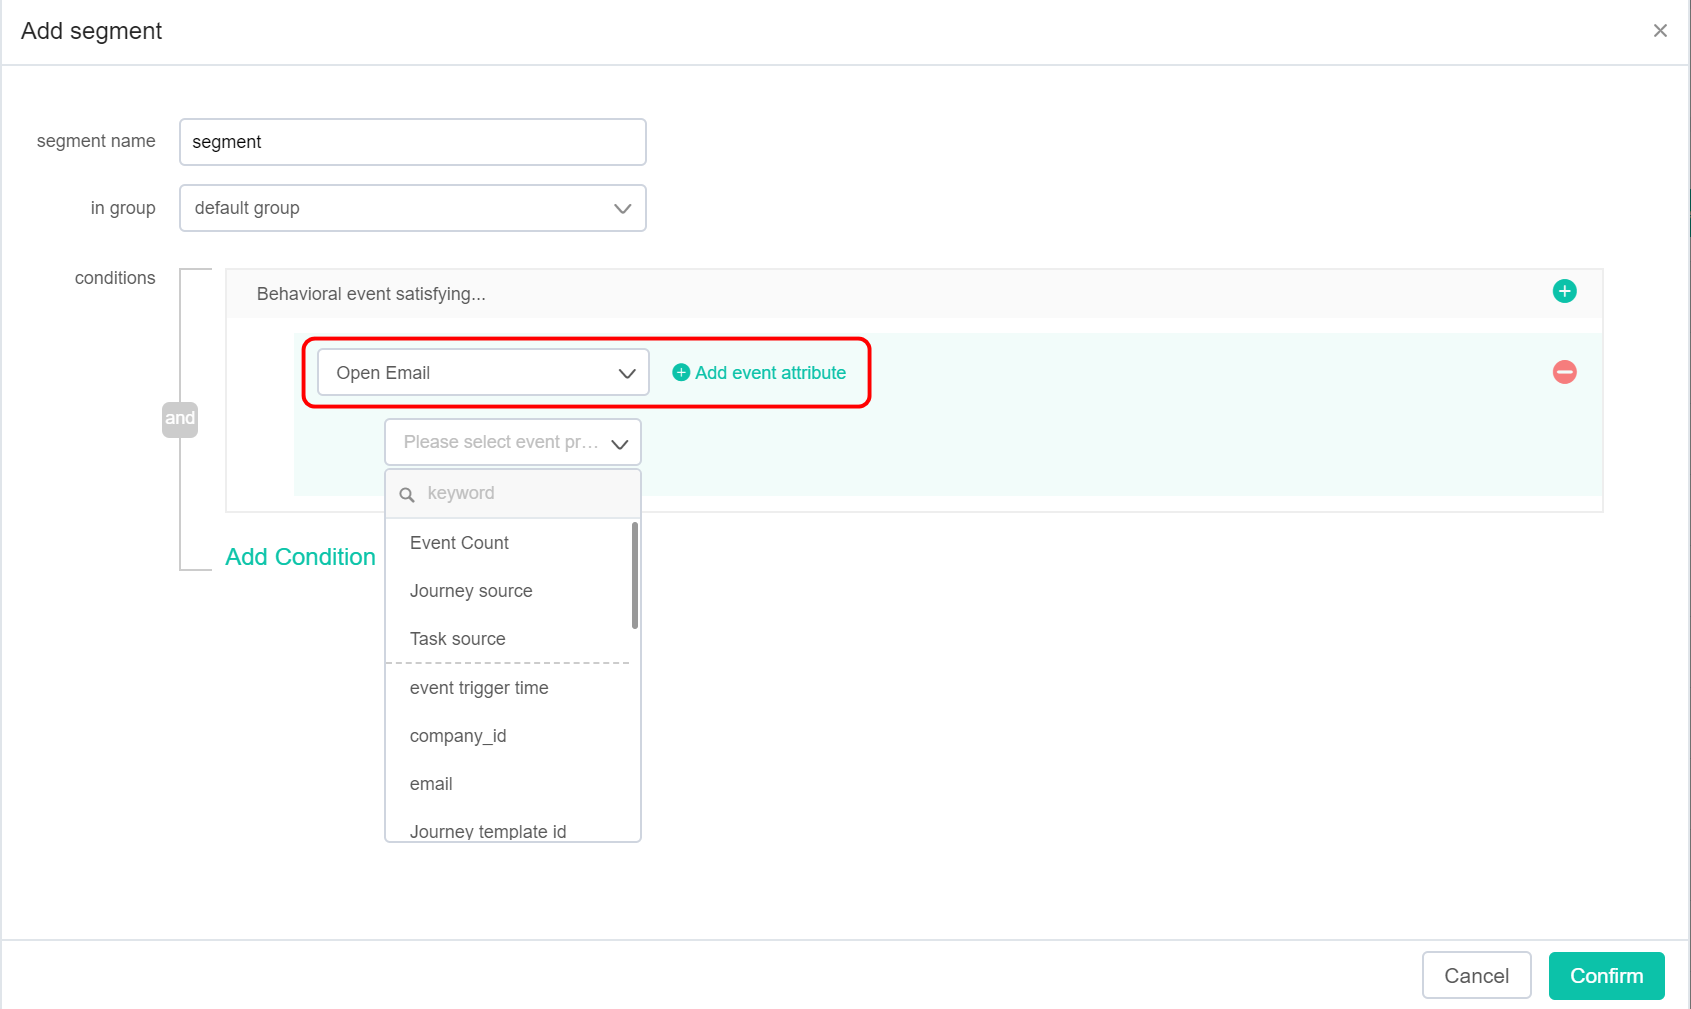 Add segment
segment name
segment
in group
default group
conditions
Behavioral event satisfying...
Open Email
Add event attribute
and
Please select event pr...
keyword
Event Count
Add Condition
Journey source
Task source
event trigger time
company_id
email
Journey template id
Cancel
Confirm